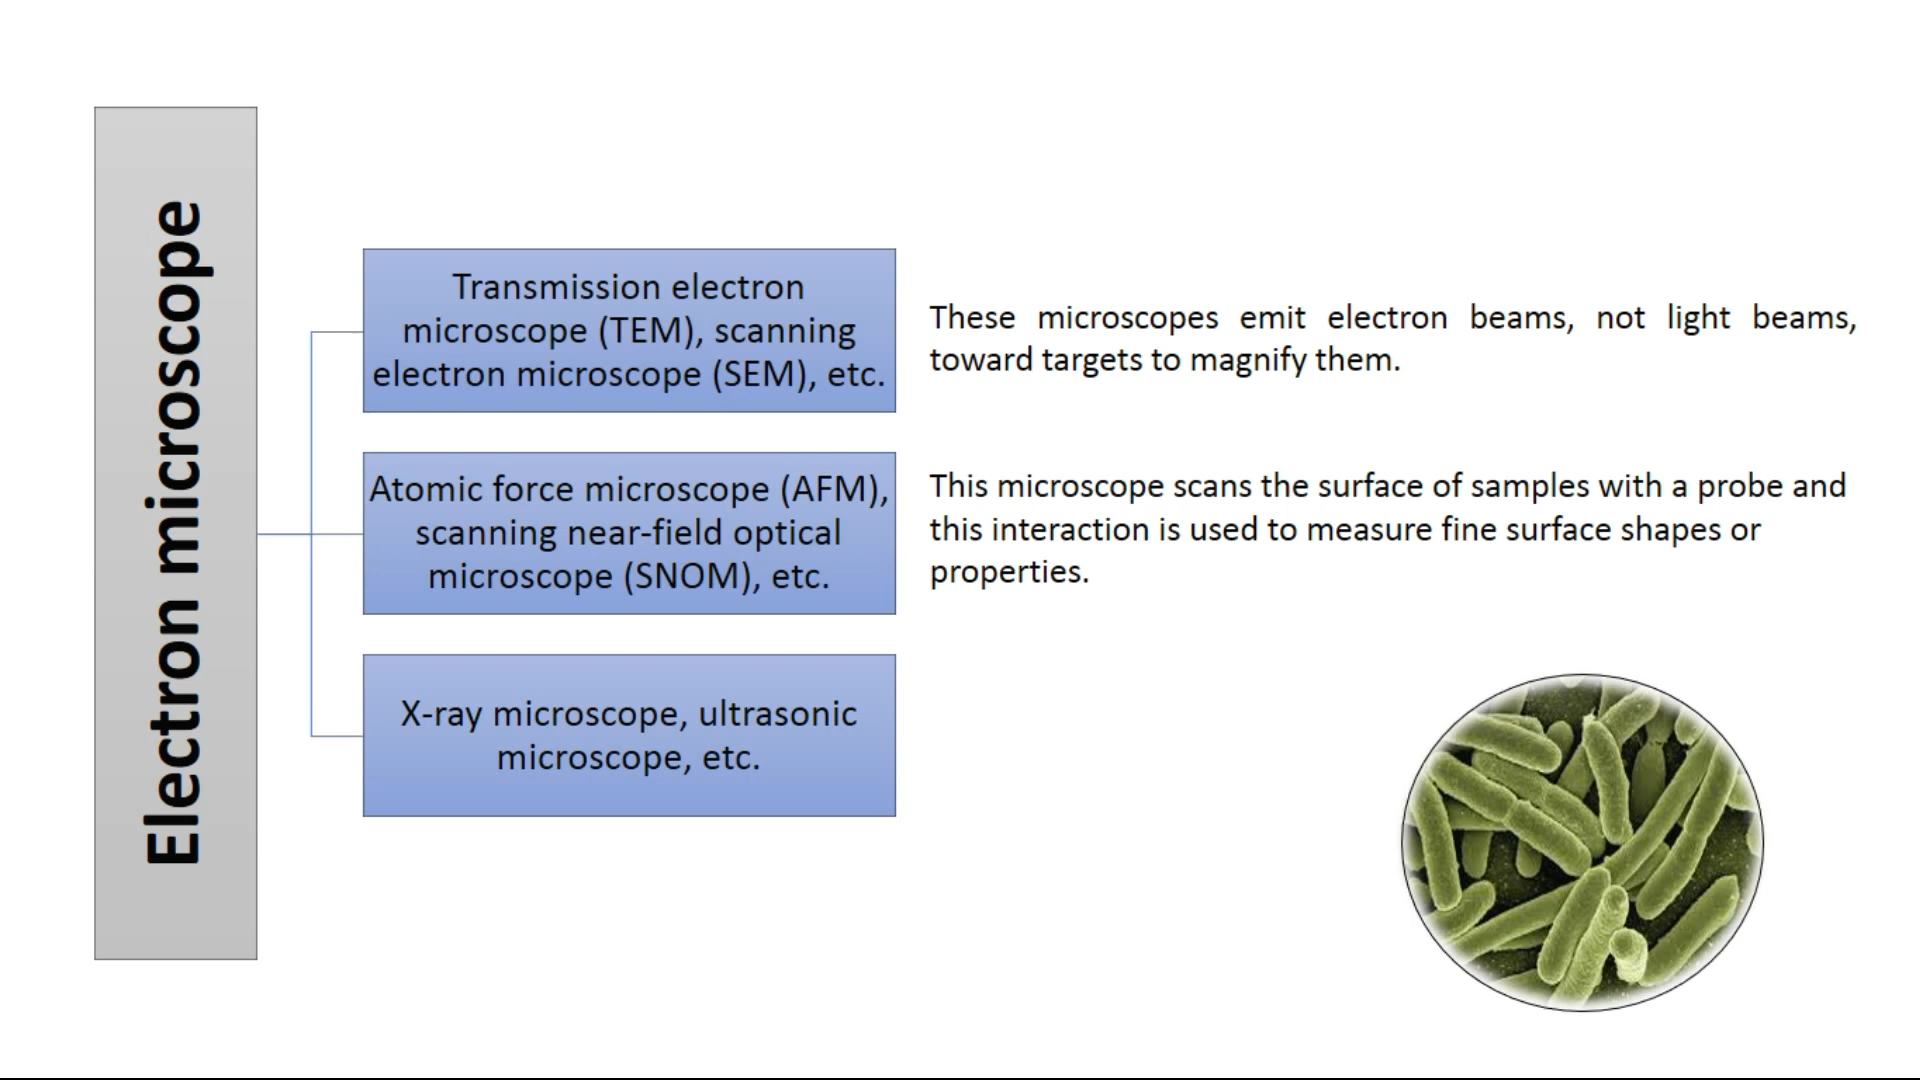 Electron microscope
Transmission electron
microscope (TEM), scanning
electron microscope (SEM), etc.
These microscopes emit electron beams, not light beams,
toward targets to magnify them.
Atomic force microscope (AFM),
scanning near-field optical
microscope (SNOM), etc.
This microscope scans the surface of samples with a probe and
this interaction is used to measure fine surface shapes or
properties.
X-ray microscope, ultrasonic
microscope, etc.